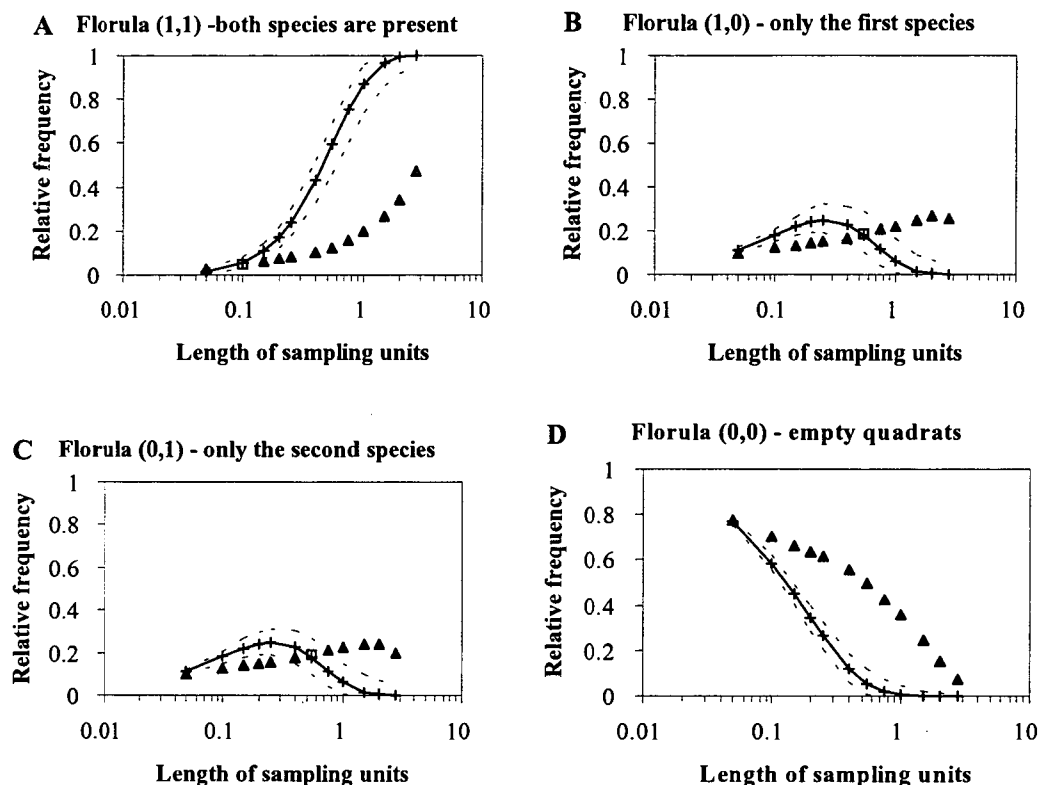 A Florula (1,1) -both species are present
Relative frequency
1
0.8
0.6
0.4
0.2
0
0.01 0.1 1 10
Length of sampling units
B Florula (1,0) - only the first species
Relative frequency
1
0.8
0.6
0.4
0.2
0
0.01 0.1 1 10
Length of sampling units
C Florula (0,1) - only the second species
Relative frequency
1
0.8
0.6
0.4
0.2
0
0.01 0.1 1 10
Length of sampling units
D Florula (0,0) - empty quadrats
Relative frequency
1
0.8
0.6
0.4
0.2
0
0.01 0.1 1 10
Length of sampling units